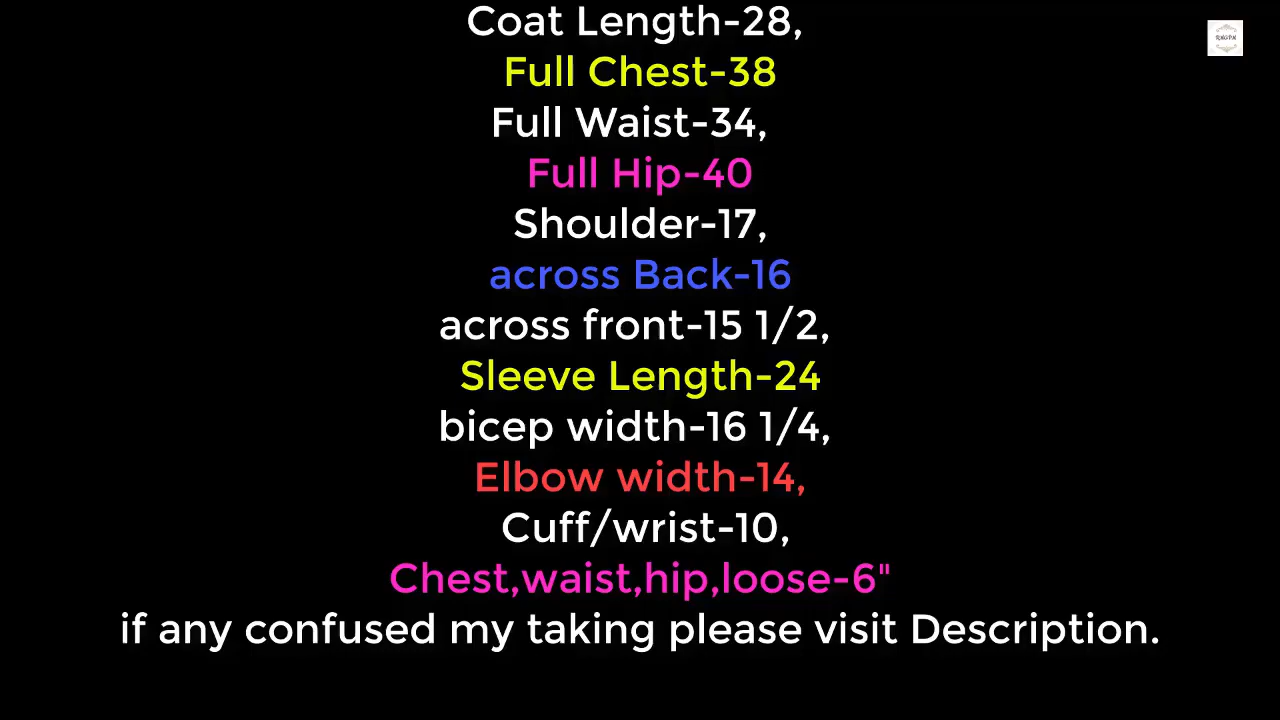 Coat Length-28,
Full Chest-38
Full Waist-34,
Full Hip-40
Shoulder-17,
across Back-16
across front-15 1/2,
Sleeve Length-24
bicep width-16 1/4,
Elbow width-14,
Cuff/wrist-10,
Chest,waist,hip,loose-6"
if any confused my taking please visit Description.